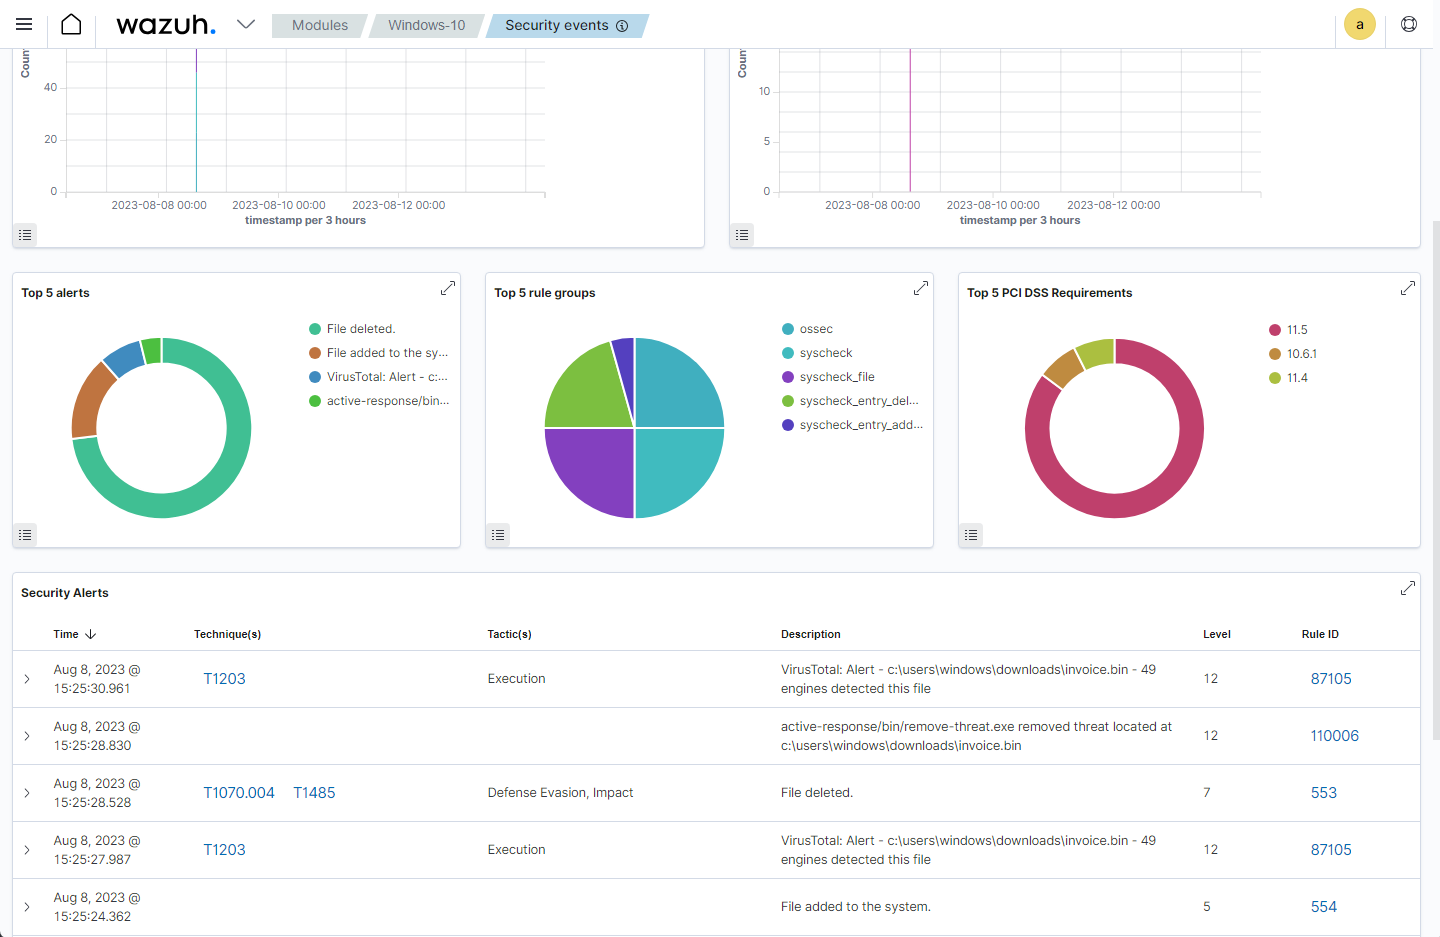 wazuh.
Modules
Windows-10
Security events
a
Coun
40
20
0
2023-08-08 00:00
2023-08-10 00:00
2023-08-12 00:00
timestamp per 3 hours
Coun
10
5
0
2023-08-08 00:00
2023-08-10 00:00
2023-08-12 00:00
timestamp per 3 hours
Top 5 alerts
File deleted.
File added to the sy...
VirusTotal: Alert - c:...
active-response/bin...
Top 5 rule groups
ossec
syscheck
syscheck_file
syscheck_entry_del...
syscheck_entry_add...
Top 5 PCI DSS Requirements
11.5
10.6.1
11.4
Security Alerts
Time Technique(s) Tactic(s) Description Level Rule ID
Aug 8, 2023 @
15:25:30.961
T1203
Execution
VirusTotal: Alert - c:\users\windows\downloads\invoice.bin - 49
engines detected this file
12
87105
Aug 8, 2023 @
15:25:28.830
active-response/bin/remove-threat.exe removed threat located at
c:\users\windows\downloads\invoice.bin
12
110006
Aug 8, 2023 @
15:25:28.528
T1070.004 T1485
Defense Evasion, Impact
File deleted.
7
553
Aug 8, 2023 @
15:25:27.987
T1203
Execution
VirusTotal: Alert - c:\users\windows\downloads\invoice.bin - 49
engines detected this file
12
87105
Aug 8, 2023 @
15:25:24.362
File added to the system.
5
554